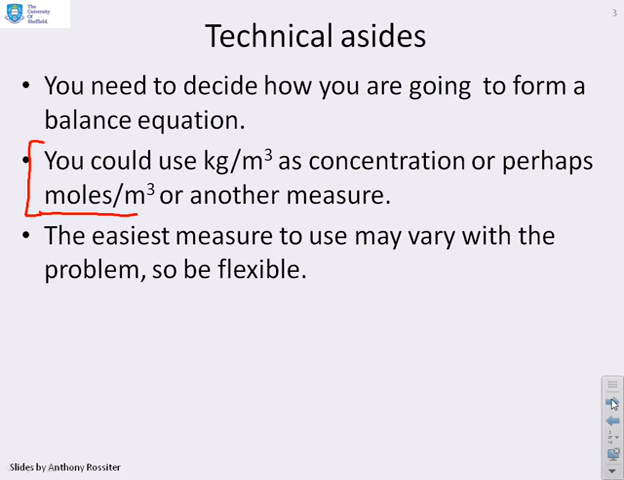 The
University
Of
Sheffield.
3
Technical asides
• You need to decide how you are going to form a
balance equation.
• You could use kg/m³ as concentration or perhaps
moles/m³ or another measure.
• The easiest measure to use may vary with the
problem, so be flexible.
Slides by Anthony Rossiter